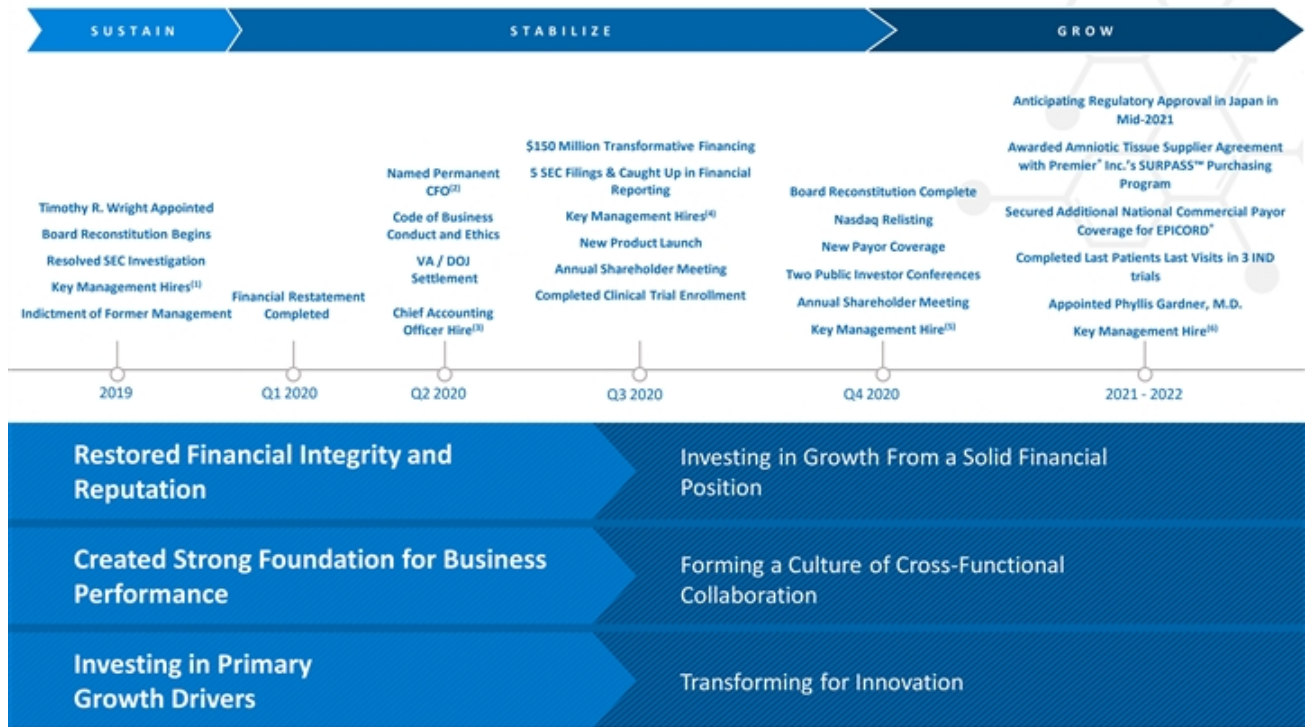 SUSTAIN
STABILIZE
GROW
Timothy R. Wright Appointed
Board Reconstitution Begins
Resolved SEC Investigation
Key Management Hires(1)
Indictment of Former Management
Financial Restatement
Completed
Named Permanent
CFO(2)
Code of Business
Conduct and Ethics
VA / DOJ
Settlement
Chief Accounting
Officer Hire(3)
$150 Million Transformative Financing
5 SEC Filings & Caught Up in Financial
Reporting
Key Management Hires(4)
New Product Launch
Annual Shareholder Meeting
Completed Clinical Trial Enrollment
Board Reconstitution Complete
Nasdaq Relisting
New Payor Coverage
Two Public Investor Conferences
Annual Shareholder Meeting
Key Management Hire(5)
Anticipating Regulatory Approval in Japan in
Mid-2021
Awarded Amniotic Tissue Supplier Agreement
with Premier® Inc.'s SURPASS™ Purchasing
Program
Secured Additional National Commercial Payor
Coverage for EPICORD®
Completed Last Patients Last Visits in 3 IND
trials
Appointed Phyllis Gardner, M.D.
Key Management Hire(6)
2019
Q1 2020
Q2 2020
Q3 2020
Q4 2020
2021 - 2022
Restored Financial Integrity and
Reputation
Investing in Growth From a Solid Financial
Position
Created Strong Foundation for Business
Performance
Forming a Culture of Cross-Functional
Collaboration
Investing in Primary
Growth Drivers
Transforming for Innovation